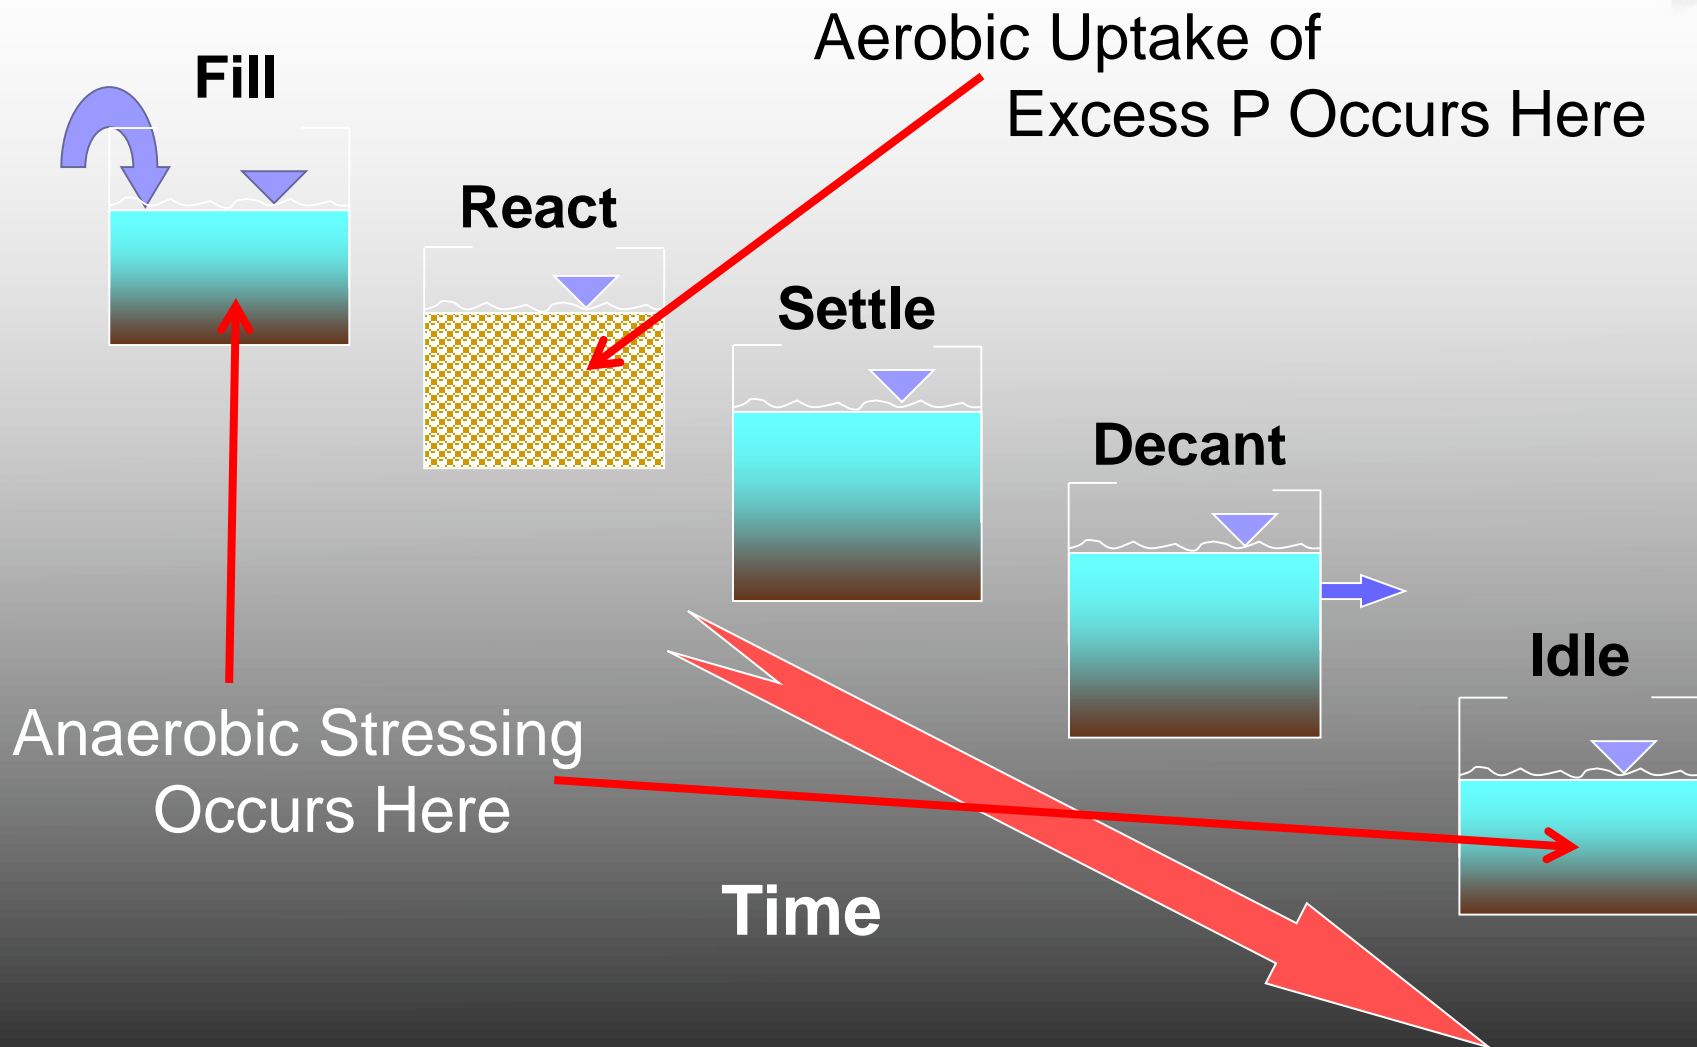 Aerobic Uptake of
Excess P Occurs Here
Fill
React
Settle
Decant
Idle
Anaerobic Stressing
Occurs Here
Time